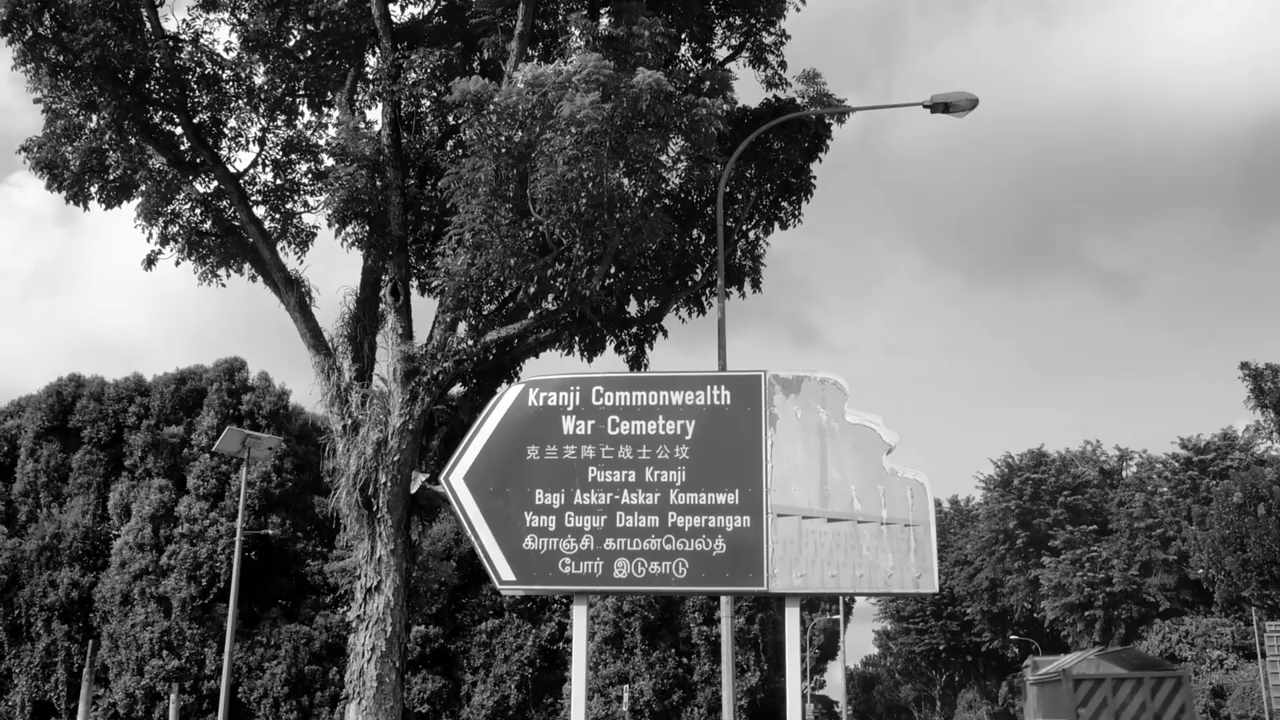 Kranji Commonwealth
War Cemetery
克兰芝阵亡战士公坟
Pusara Kranji
Bagi Askar-Askar Komanwel
Yang Gugur Dalam Peperangan
கிராஞ்சி காமன்வெல்த்
போர் இடுகாடு